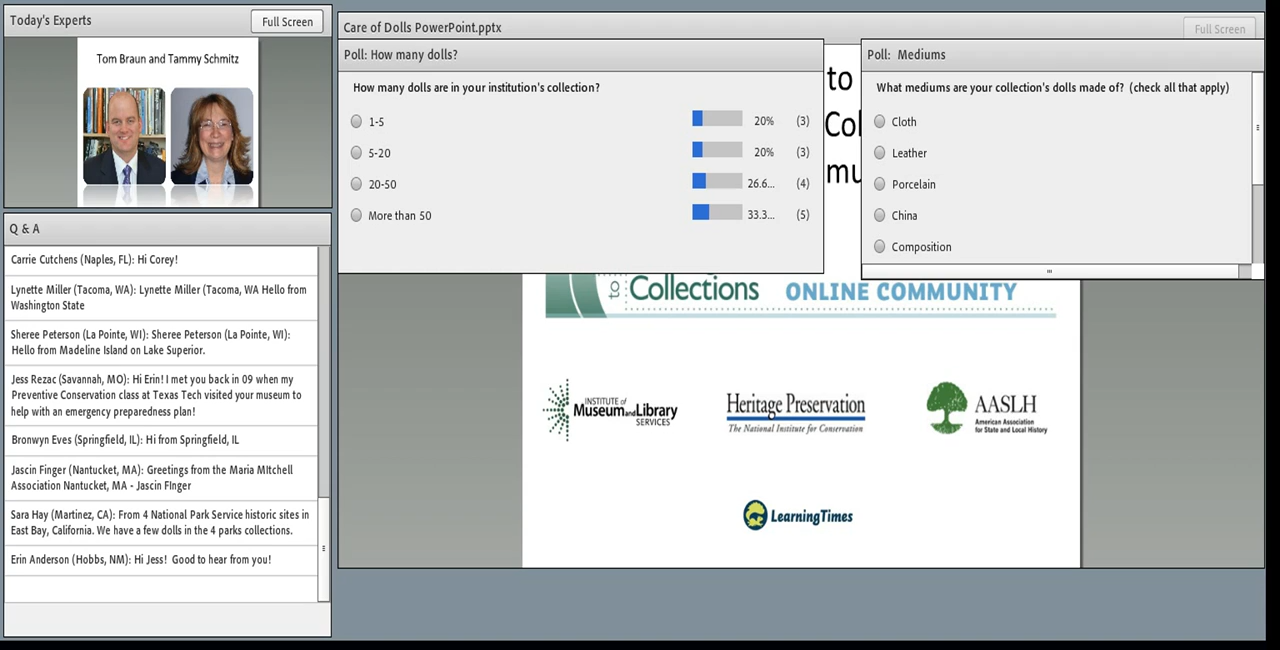 Today's Experts
Full Screen
Tom Braun and Tammy Schmitz
Q & A
Carrie Cutchens (Naples, FL): Hi Corey!
Lynette Miller (Tacoma, WA): Lynette Miller (Tacoma, WA Hello from
Washington State
Sheree Peterson (La Pointe, WI): Sheree Peterson (La Pointe, WI):
Hello from Madeline Island on Lake Superior.
Jess Rezac (Savannah, MO): Hi Erin! I met you back in 09 when my
Preventive Conservation class at Texas Tech visited your museum to
help with an emergency preparedness plan!
Bronwyn Eves (Springfield, IL): Hi from Springfield, IL
Jascin Finger (Nantucket, MA): Greetings from the Maria MItchell
Association Nantucket, MA - Jascin FInger
Sara Hay (Martinez, CA): From 4 National Park Service historic sites in
East Bay, California. We have a few dolls in the 4 parks collections.
Erin Anderson (Hobbs, NM): Hi Jess! Good to hear from you!
Care of Dolls PowerPoint.pptx
Full Screen
Poll: How many dolls?
How many dolls are in your institution's collection?
1-5 20% (3)
5-20 20% (3)
20-50 26.6... (4)
More than 50 33.3... (5)
to
Col
mu
Poll: Mediums
What mediums are your collection's dolls made of? (check all that apply)
Cloth
Leather
Porcelain
China
Composition
to Collections ONLINE COMMUNITY
INSTITUTE of
Museum and Library
SERVICES
Heritage Preservation
The National Institute for Conservation
AASLH
American Association
for State and Local History
LearningTimes